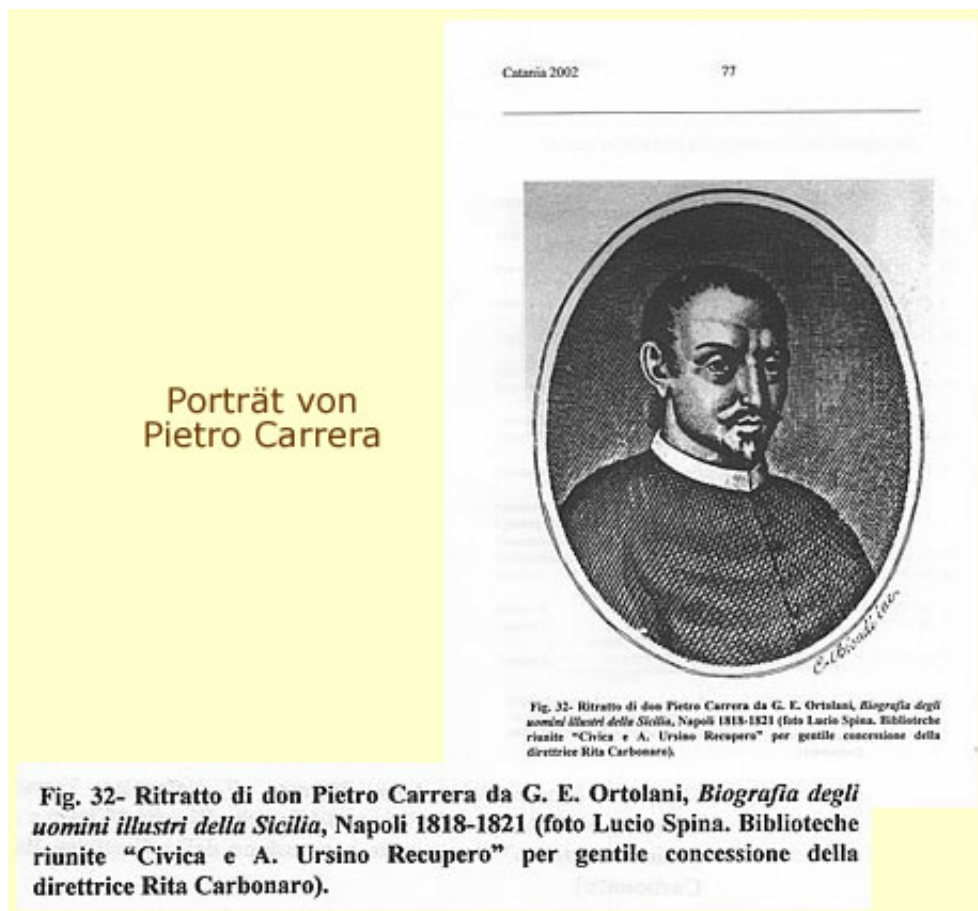 Catania 2002 77
Porträt von
Pietro Carrera
Fig. 32- Ritratto di don Pietro Carrera da G. E. Ortolani, Biografia degli
uomini illustri della Sicilia, Napoli 1818-1821 (foto Lucio Spina. Biblioteche
riunite “Civica e A. Ursino Recupero” per gentile concessione della
direttrice Rita Carbonaro).
Fig. 32- Ritratto di don Pietro Carrera da G. E. Ortolani, Biografia degli
uomini illustri della Sicilia, Napoli 1818-1821 (foto Lucio Spina. Biblioteche
riunite “Civica e A. Ursino Recupero” per gentile concessione della
direttrice Rita Carbonaro).